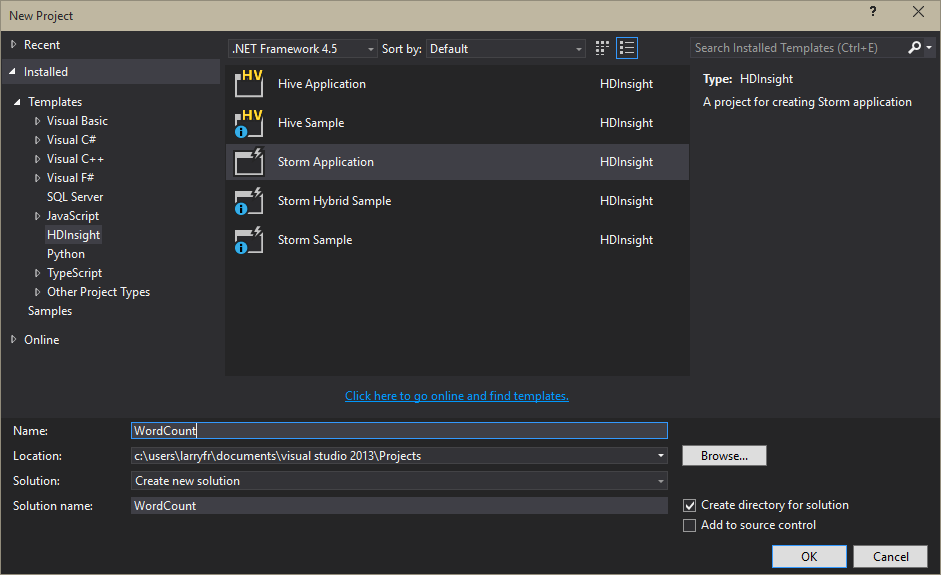 New Project
?
Recent
Installed
Templates
Visual Basic
Visual C#
Visual C++
Visual F#
SQL Server
JavaScript
HDInsight
Python
TypeScript
Other Project Types
Samples
Online
.NET Framework 4.5
Sort by:
Default
HV
Hive Application
HDInsight
HV
Hive Sample
HDInsight
Storm Application
HDInsight
Storm Hybrid Sample
HDInsight
Storm Sample
HDInsight
Click here to go online and find templates.
Search Installed Templates (Ctrl+E)
Type: HDInsight
A project for creating Storm application
Name:
WordCount
Location:
c:\users\larryfr\documents\visual studio 2013\Projects
Browse...
Solution:
Create new solution
Solution name:
WordCount
Create directory for solution
Add to source control
OK
Cancel